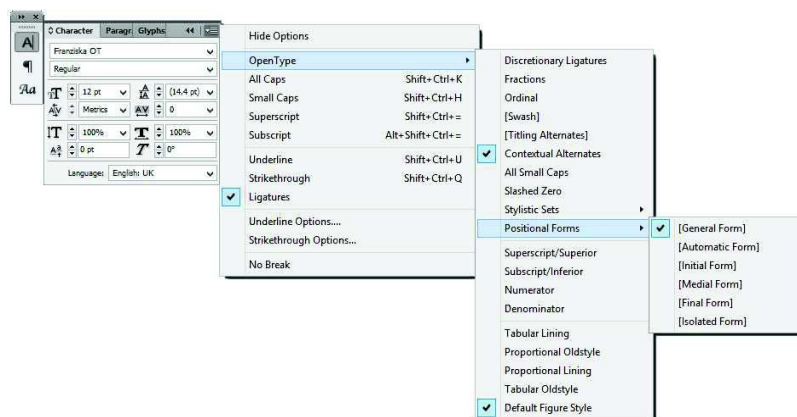 A
¶
Aa
Character Paragr Glyphs
Franziska OT
Regular
12 pt (14.4 pt)
Metrics 0
100% 100%
0 pt 0°
Language: English: UK
Hide Options
OpenType
All Caps Shift+Ctrl+K
Small Caps Shift+Ctrl+H
Superscript Shift+Ctrl+=
Subscript Alt+Shift+Ctrl+=
Underline Shift+Ctrl+U
Strikethrough Shift+Ctrl+Q
Ligatures
Underline Options....
Strikethrough Options...
No Break
Discretionary Ligatures
Fractions
Ordinal
[Swash]
[Titling Alternates]
Contextual Alternates
All Small Caps
Slashed Zero
Stylistic Sets
Positional Forms
Superscript/Superior
Subscript/Inferior
Numerator
Denominator
Tabular Lining
Proportional Oldstyle
Proportional Lining
Tabular Oldstyle
Default Figure Style
[General Form]
[Automatic Form]
[Initial Form]
[Medial Form]
[Final Form]
[Isolated Form]